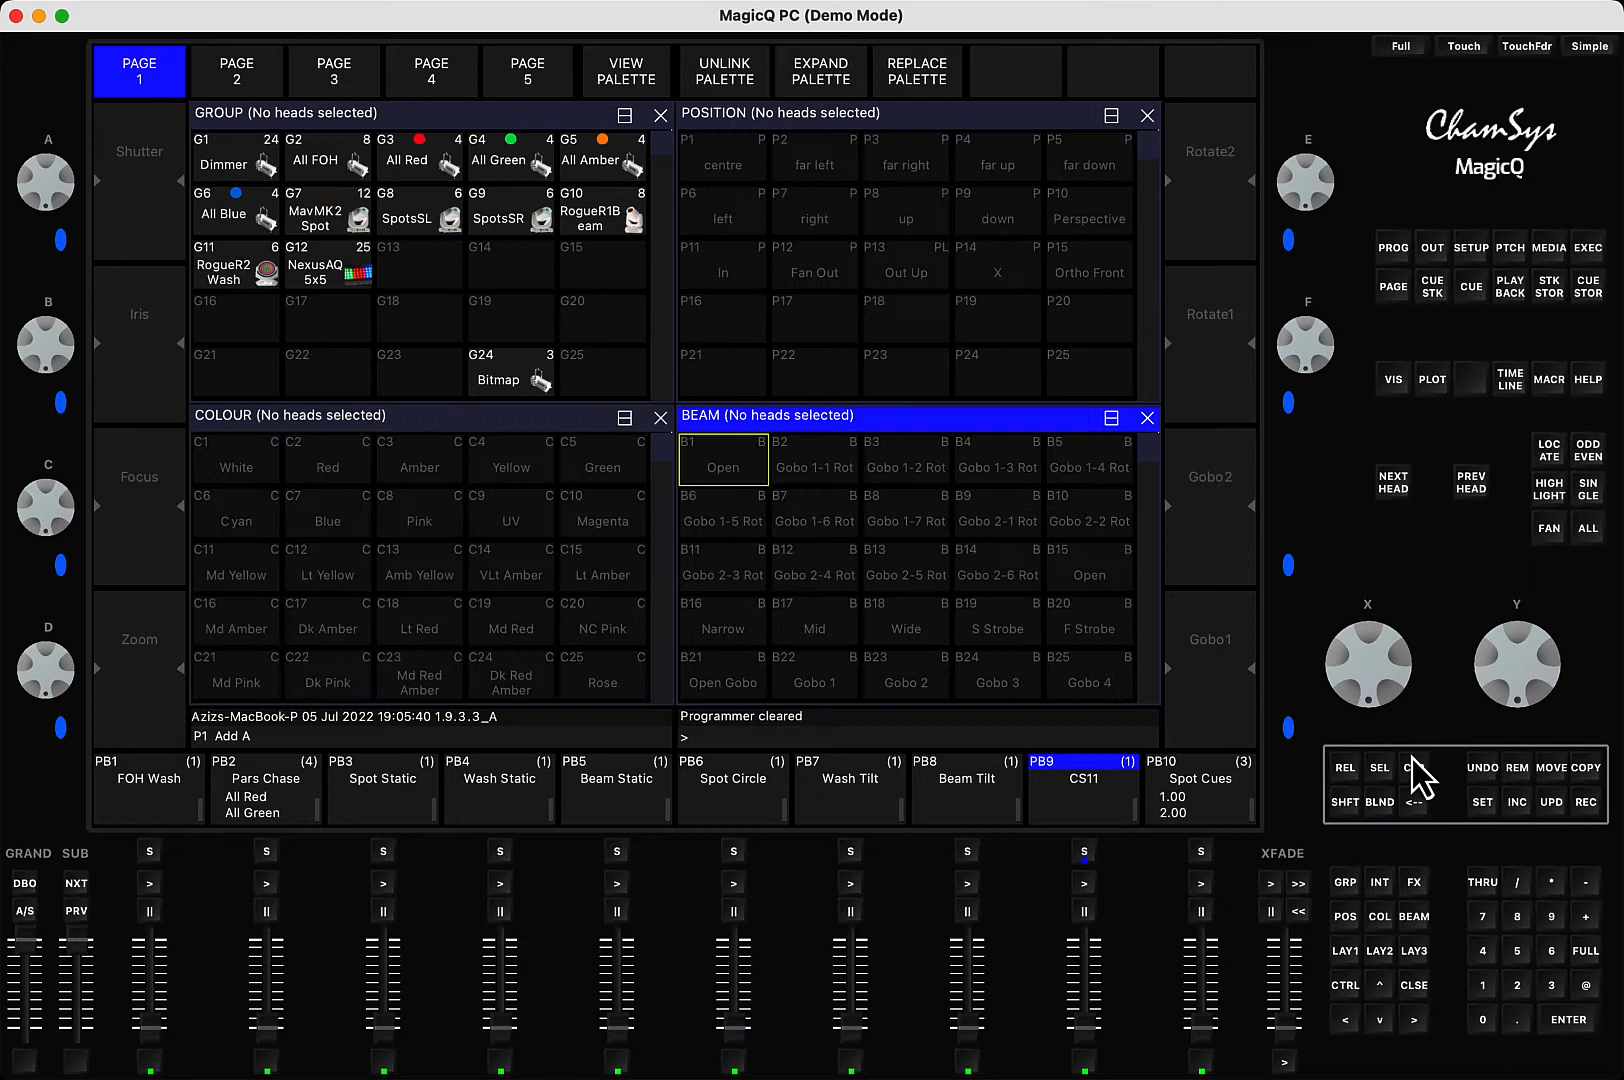 MagicQ PC (Demo Mode)
Full Touch TouchFdr Simple
PAGE 1 PAGE 2 PAGE 3 PAGE 4 PAGE 5 VIEW PALETTE UNLINK PALETTE EXPAND PALETTE REPLACE PALETTE
ChamSys
MagicQ
A B C D E F
Shutter
Iris
Focus
Zoom
GROUP (No heads selected)
G1 24 G2 8 G3 4 G4 4 G5 4
Dimmer All FOH All Red All Green All Amber
G6 4 G7 12 G8 6 G9 6 G10 8
All Blue MavMK2 Spot SpotsSL SpotsSR RogueR1B eam
G11 6 G12 25 G13 G14 G15
RogueR2 Wash NexusAQ 5x5
G16 G17 G18 G19 G20
G21 G22 G23 G24 3 G25
Bitmap
POSITION (No heads selected)
P1 P P2 P P3 P P4 P P5 P
centre far left far right far up far down
P6 P P7 P P8 P P9 P P10 P
left right up down Perspective
P11 P P12 P P13 PL P14 P P15 P
In Fan Out Out Up X Ortho Front
P16 P17 P18 P19 P20
P21 P22 P23 P24 P25
COLOUR (No heads selected)
C1 C C2 C C3 C C4 C C5 C
White Red Amber Yellow Green
C6 C C7 C C8 C C9 C C10 C
Cyan Blue Pink UV Magenta
C11 C C12 C C13 C C14 C C15 C
Md Yellow Lt Yellow Amb Yellow VLt Amber Lt Amber
C16 C C17 C C18 C C19 C C20 C
Md Amber Dk Amber Lt Red Md Red NC Pink
C21 C C22 C C23 C C24 C C25 C
Md Pink Dk Pink Md Red Amber Dk Red Amber Rose
BEAM (No heads selected)
B1 B B2 B B3 B B4 B B5 B
Open Gobo 1-1 Rot Gobo 1-2 Rot Gobo 1-3 Rot Gobo 1-4 Rot
B6 B B7 B B8 B B9 B B10 B
Gobo 1-5 Rot Gobo 1-6 Rot Gobo 1-7 Rot Gobo 2-1 Rot Gobo 2-2 Rot
B11 B B12 B B13 B B14 B B15 B
Gobo 2-3 Rot Gobo 2-4 Rot Gobo 2-5 Rot Gobo 2-6 Rot Open
B16 B B17 B B18 B B19 B B20 B
Narrow Mid Wide S Strobe F Strobe
B21 B B22 B B23 B B24 B B25 B
Open Gobo Gobo 1 Gobo 2 Gobo 3 Gobo 4
Rotate2
Rotate1
Gobo2
Gobo1
Azizs-MacBook-P 05 Jul 2022 19:05:40 1.9.3.3_A
P1 Add A
Programmer cleared
>
PB1 (1) PB2 (4) PB3 (1) PB4 (1) PB5 (1) PB6 (1) PB7 (1) PB8 (1) PB9 (1) PB10 (3)
FOH Wash Pars Chase Spot Static Wash Static Beam Static Spot Circle Wash Tilt Beam Tilt CS11 Spot Cues
All Red 1.00
All Green 2.00
PROG OUT SETUP PTCH MEDIA EXEC
PAGE CUE STK CUE PLAY BACK STK STOR CUE STOR
VIS PLOT TIME LINE MACR HELP
LOC ATE ODD EVEN
NEXT HEAD PREV HEAD HIGH LIGHT SIN GLE
FAN ALL
X Y
REL SEL UNDO REM MOVE COPY
SHFT BLND <-- SET INC UPD REC
GRAND SUB S S S S S S S S S S XFADE
DBO NXT > > > > > > > > > > > >>
A/S PRV || || || || || || || || || || || <<
>
GRP INT FX THRU / * -
POS COL BEAM 7 8 9 +
LAY1 LAY2 LAY3 4 5 6 FULL
CTRL ^ CLSE 1 2 3 @
< v > 0 . ENTER